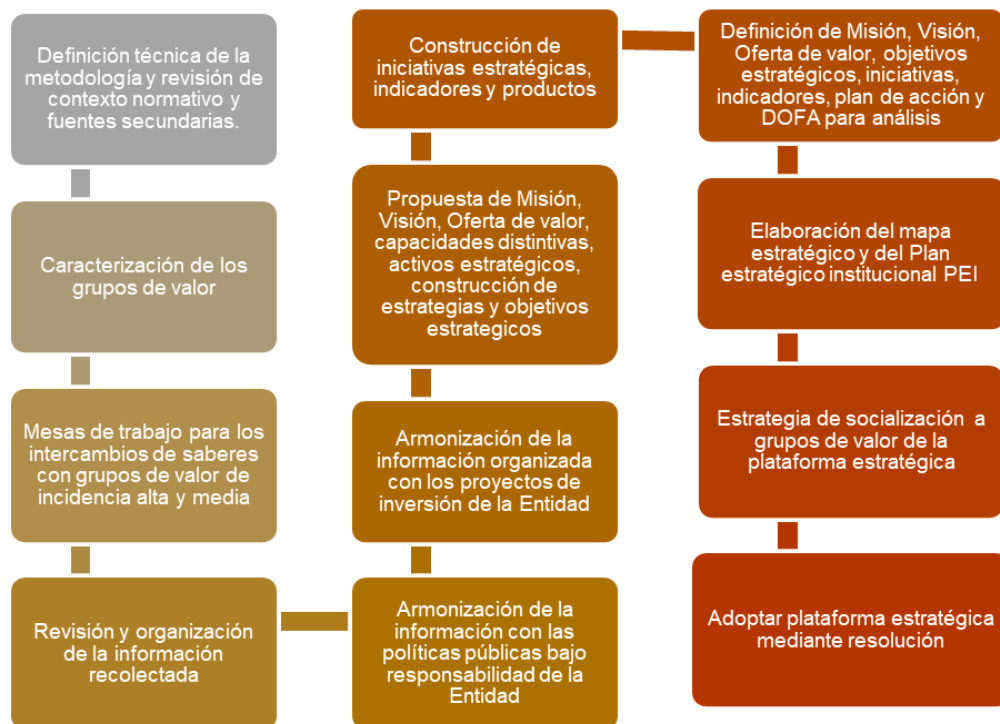 Definición técnica de la
metodología y revisión de
contexto normativo y
fuentes secundarias.
Caracterización de los
grupos de valor
Mesas de trabajo para los
intercambios de saberes
con grupos de valor de
incidencia alta y media
Revisión y organización
de la información
recolectada
Armonización de la
información con las
políticas públicas bajo
responsabilidad de la
Entidad
Armonización de la
información organizada
con los proyectos de
inversión de la Entidad
Propuesta de Misión,
Visión, Oferta de valor,
capacidades distintivas,
activos estratégicos,
construcción de
estrategias y objetivos
estrategicos
Construcción de
iniciativas estratégicas,
indicadores y productos
Definición de Misión, Visión,
Oferta de valor, objetivos
estratégicos, iniciativas,
indicadores, plan de acción y
DOFA para análisis
Elaboración del mapa
estratégico y del Plan
estratégico institucional PEI
Estrategia de socialización a
grupos de valor de la
plataforma estratégica
Adoptar plataforma estratégica
mediante resolución